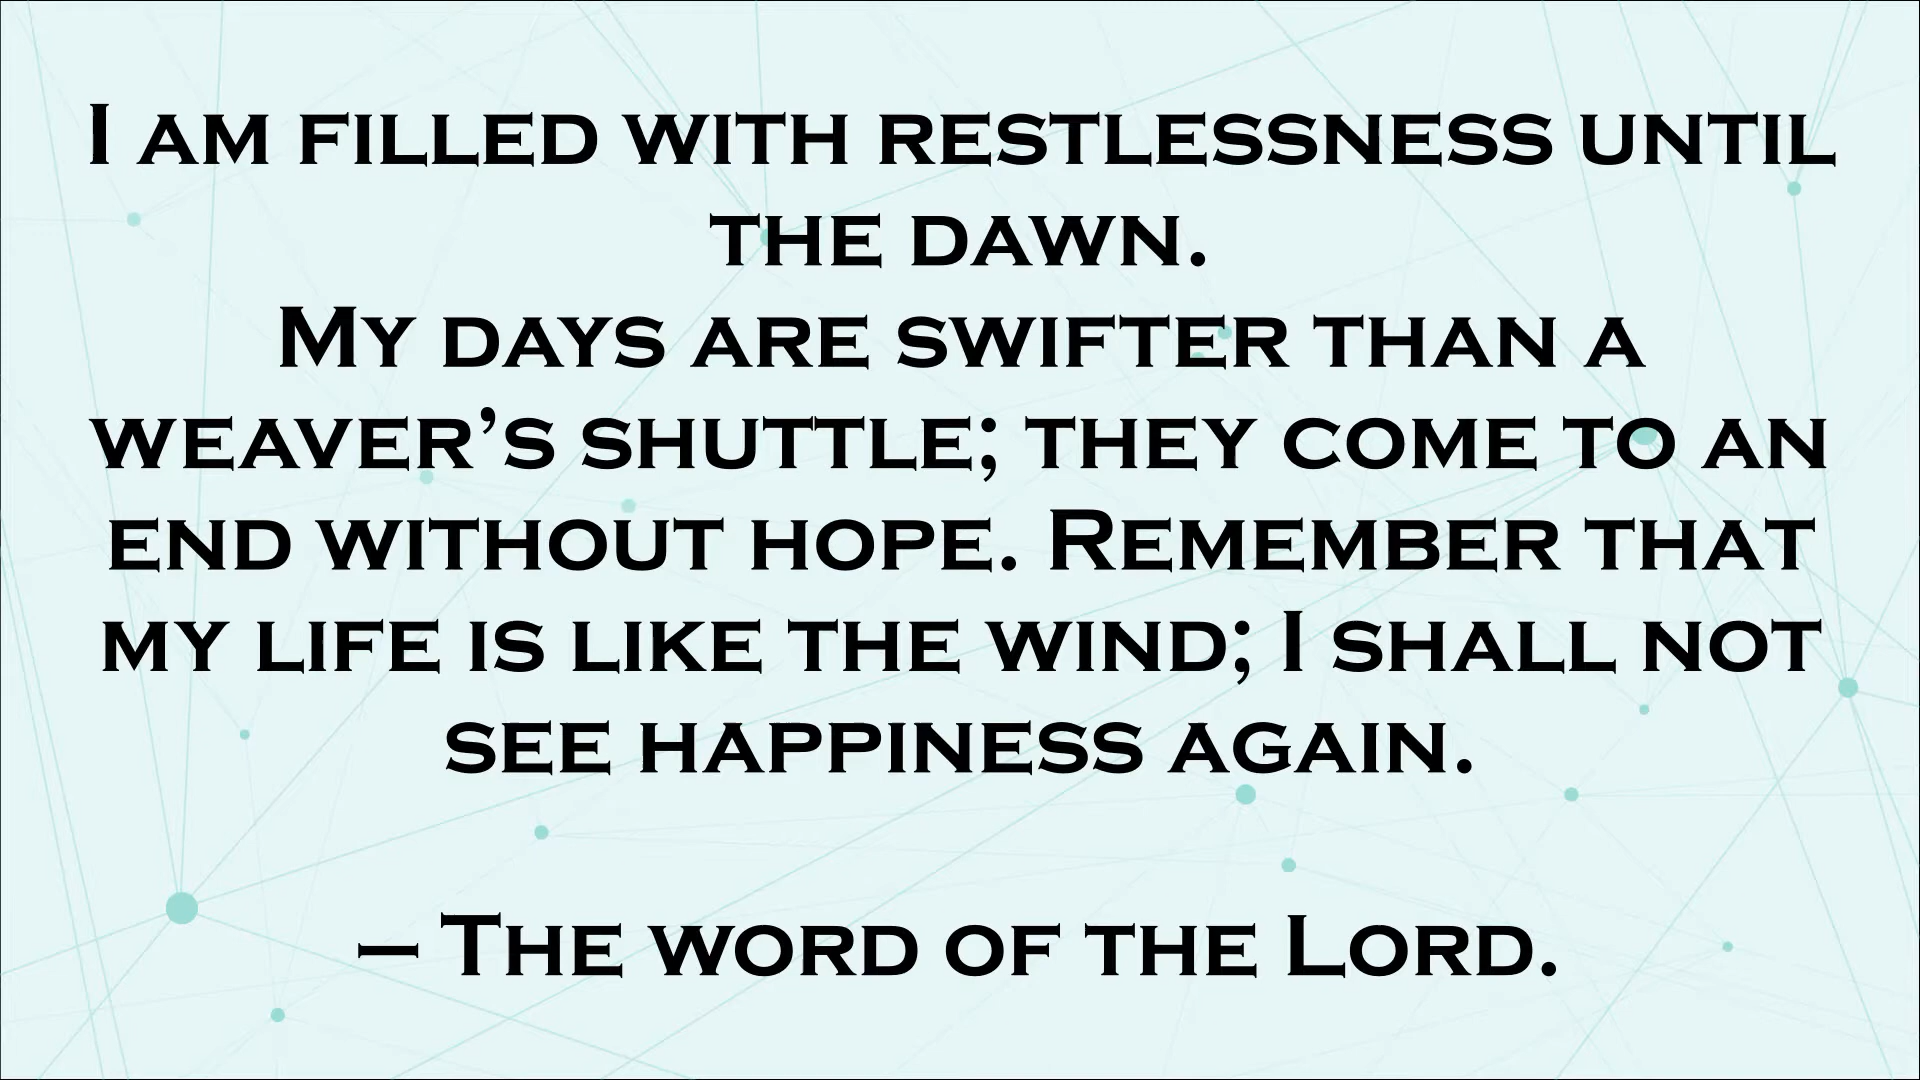 I am filled with restlessness until
the dawn.
My days are swifter than a
weaver’s shuttle; they come to an
end without hope. Remember that
my life is like the wind; I shall not
see happiness again.
– The word of the Lord.